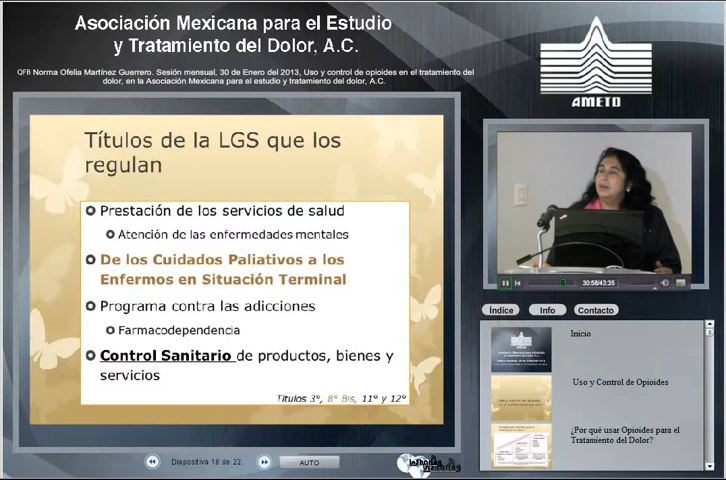 Asociación Mexicana para el Estudio
y Tratamiento del Dolor, A.C.
QFB Norma Ofelia Martínez Guerrero. Sesión mensual, 30 de Enero del 2013, Uso y control de opioides en el tratamiento del
dolor, en la Asociación Mexicana para el estudio y tratamiento del dolor, A.C.
AMETD
Títulos de la LGS que los
regulan
Prestación de los servicios de salud
Atención de las enfermedades mentales
De los Cuidados Paliativos a los
Enfermos en Situación Terminal
Programa contra las adicciones
Farmacodependencia
Control Sanitario de productos, bienes y
servicios
Títulos 3°, 8° Bis, 11° y 12°
30:58/43:35
Indice Info Contacto
Inicio
Uso y Control de Opioides
¿Por qué usar Opioides para el
Tratamiento del Dolor?
Diapositiva 18 de 22.
AUTO